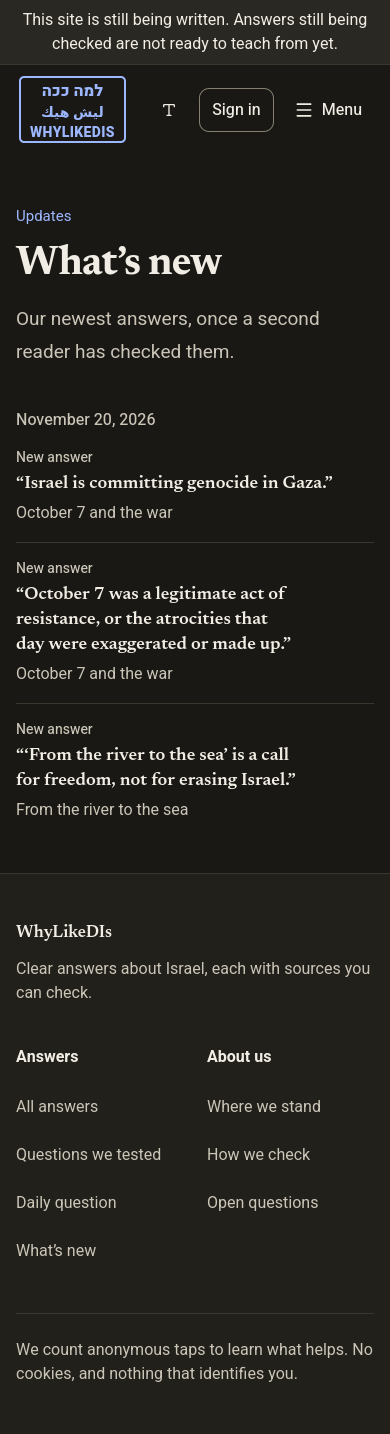 This site is still being written. Answers still being
checked are not ready to teach from yet.
למה ככה
ليش هيك
WHYLIKEDIS
T
Sign in
Menu
Updates
What’s new
Our newest answers, once a second
reader has checked them.
November 20, 2026
New answer
“Israel is committing genocide in Gaza.”
October 7 and the war
New answer
“October 7 was a legitimate act of
resistance, or the atrocities that
day were exaggerated or made up.”
October 7 and the war
New answer
“‘From the river to the sea’ is a call
for freedom, not for erasing Israel.”
From the river to the sea
WhyLikeDIs
Clear answers about Israel, each with sources you
can check.
Answers
All answers
Questions we tested
Daily question
What’s new
About us
Where we stand
How we check
Open questions
We count anonymous taps to learn what helps. No
cookies, and nothing that identifies you.